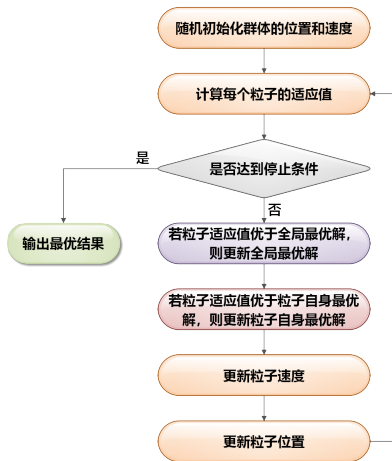 随机初始化群体的位置和速度
计算每个粒子的适应值
是否达到停止条件
是
否
输出最优结果
若粒子适应值优于全局最优解，
则更新全局最优解
若粒子适应值优于粒子自身最优
解，则更新粒子自身最优解
更新粒子速度
更新粒子位置